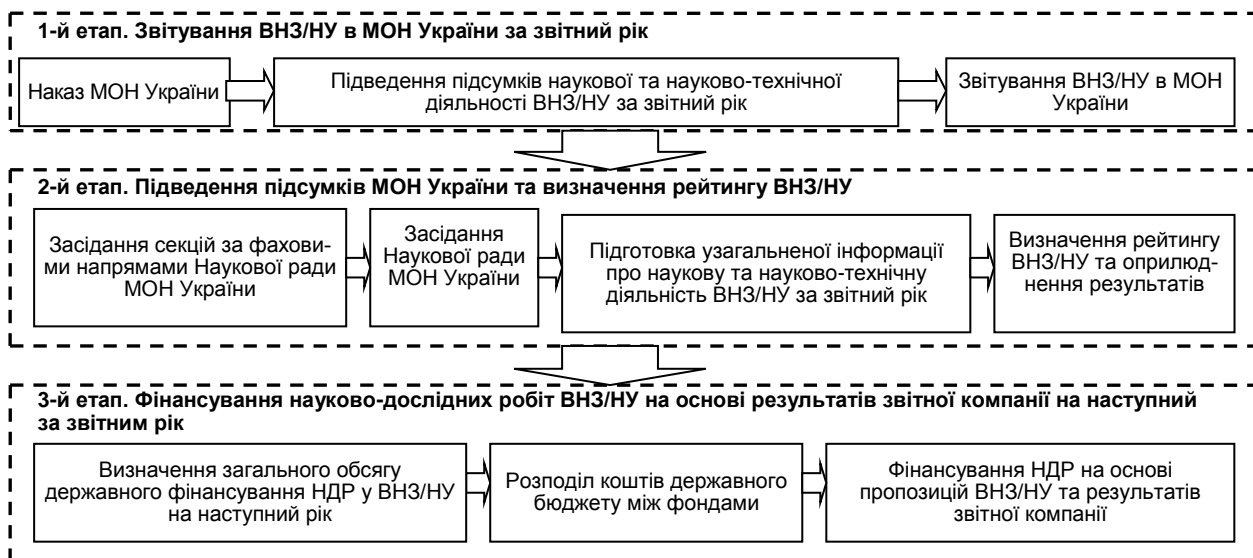 1-й етап. Звітування ВНЗ/НУ в МОН України за звітний рік
Наказ МОН України
Підведення підсумків наукової та науково-технічної
діяльності ВНЗ/НУ за звітний рік
Звітування ВНЗ/НУ в МОН
України
2-й етап. Підведення підсумків МОН України та визначення рейтингу ВНЗ/НУ
Засідання секцій за фахови-
ми напрямами Наукової ради
МОН України
Засідання
Наукової ради
МОН України
Підготовка узагальненої інформації
про наукову та науково-технічну
діяльність ВНЗ/НУ за звітний рік
Визначення рейтингу
ВНЗ/НУ та оприлюд-
нення результатів
3-й етап. Фінансування науково-дослідних робіт ВНЗ/НУ на основі результатів звітної компанії на наступний
за звітним рік
Визначення загального обсягу
державного фінансування НДР у ВНЗ/НУ
на наступний рік
Розподіл коштів державного
бюджету між фондами
Фінансування НДР на основі
пропозицій ВНЗ/НУ та результатів
звітної компанії